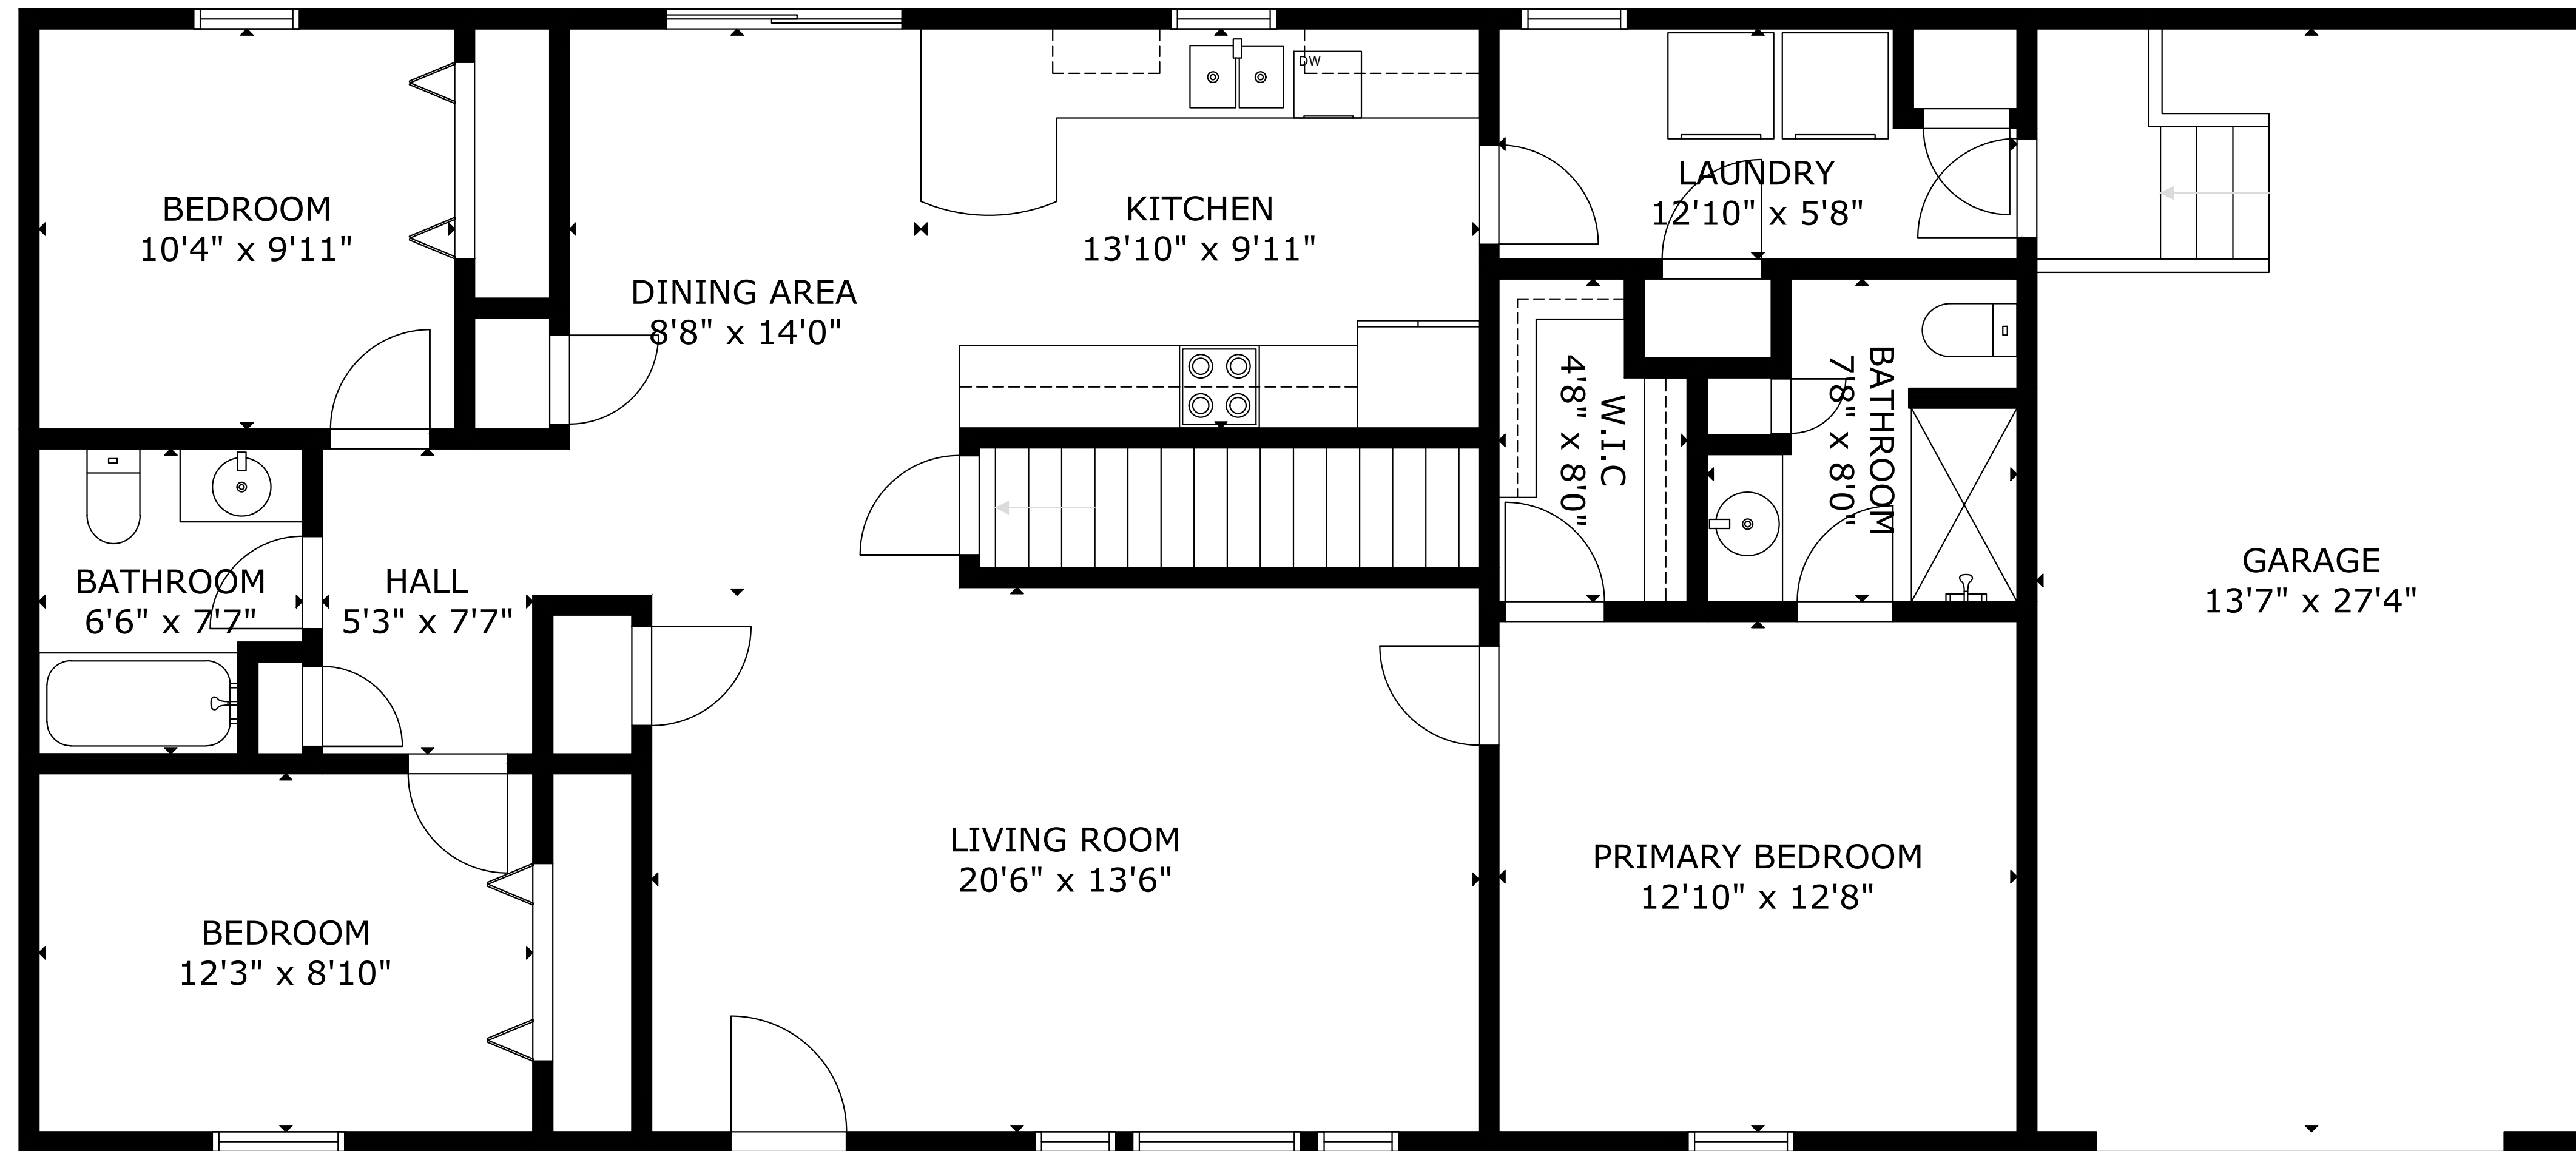 BEDROOM
10'4" x 9'11"
DINING AREA
8'8" x 14'0"
KITCHEN
13'10" x 9'11"
DW
LAUNDRY
12'10" x 5'8"
W.I.C
4'8" x 8'0"
BATHROOM
7'8" x 8'0"
GARAGE
13'7" x 27'4"
BATHROOM
6'6" x 7'7"
HALL
5'3" x 7'7"
LIVING ROOM
20'6" x 13'6"
PRIMARY BEDROOM
12'10" x 12'8"
BEDROOM
12'3" x 8'10"